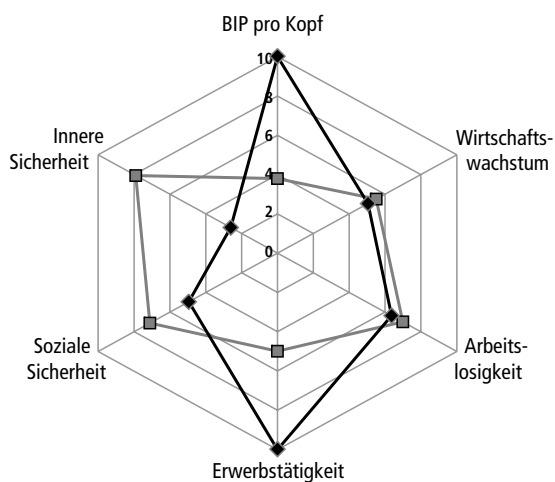 BIP pro Kopf
10
8
6
4
2
0
Innere
Sicherheit
Wirtschafts-
wachstum
Soziale
Sicherheit
Arbeits-
losigkeit
Erwerbstätigkeit